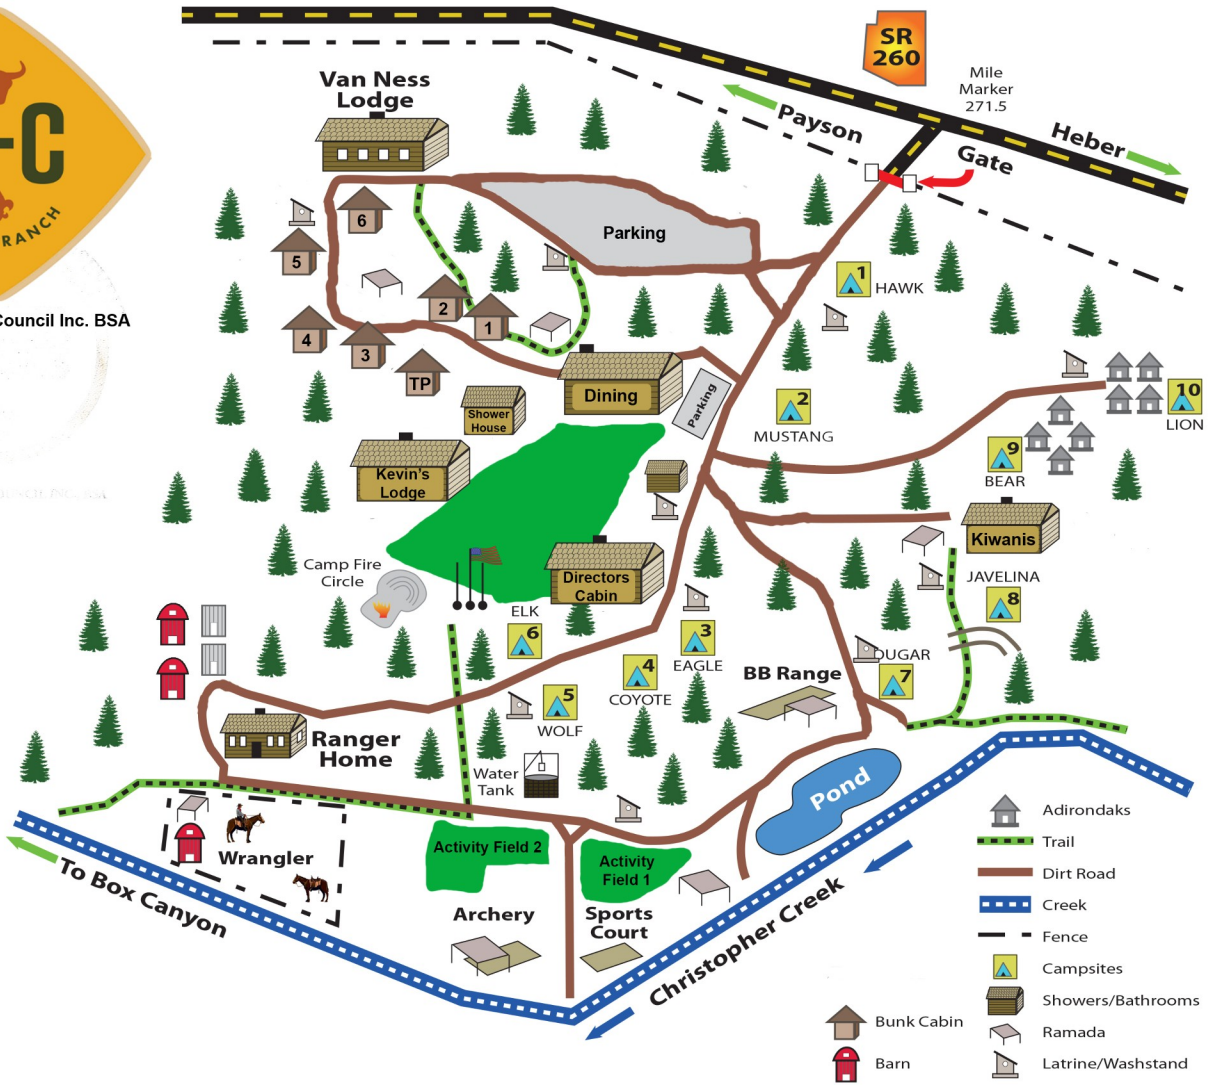 -C
RANCH
Council Inc. BSA
SR
260
Mile
Marker
271.5
Payson
Heber
Gate
Van Ness
Lodge
Parking
6
5
4
3
2
1
TP
1
HAWK
Dining
Parking
Shower
House
Kevin's
Lodge
2
MUSTANG
10
LION
9
BEAR
Kiwanis
JAVELINA
8
Camp Fire
Circle
Directors
Cabin
ELK
6
3
EAGLE
4
COYOTE
5
WOLF
BB Range
OUGAR
7
Ranger
Home
Water
Tank
Pond
Wrangler
Activity Field 2
Activity
Field 1
Archery
Sports
Court
To Box Canyon
Christopher Creek
Adirondaks
Trail
Dirt Road
Creek
Fence
Campsites
Showers/Bathrooms
Ramada
Latrine/Washstand
Bunk Cabin
Barn